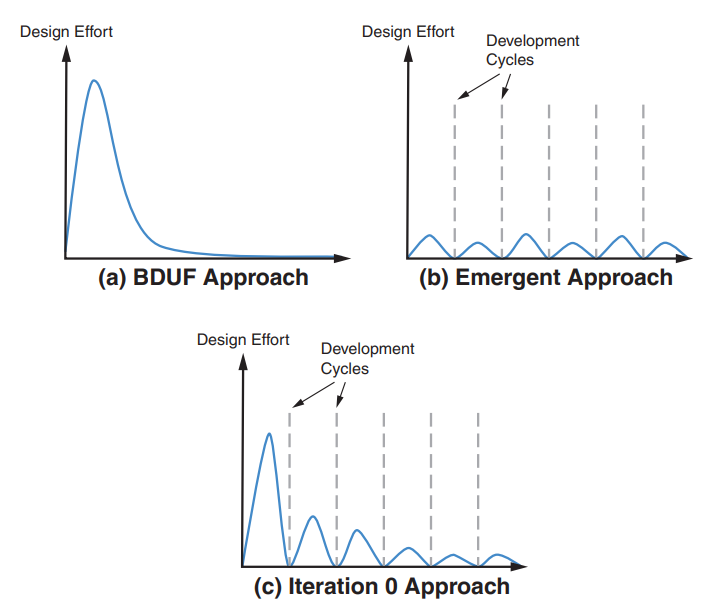 Design Effort
(a) BDUF Approach
Design Effort
Development
Cycles
(b) Emergent Approach
Design Effort
Development
Cycles
(c) Iteration 0 Approach